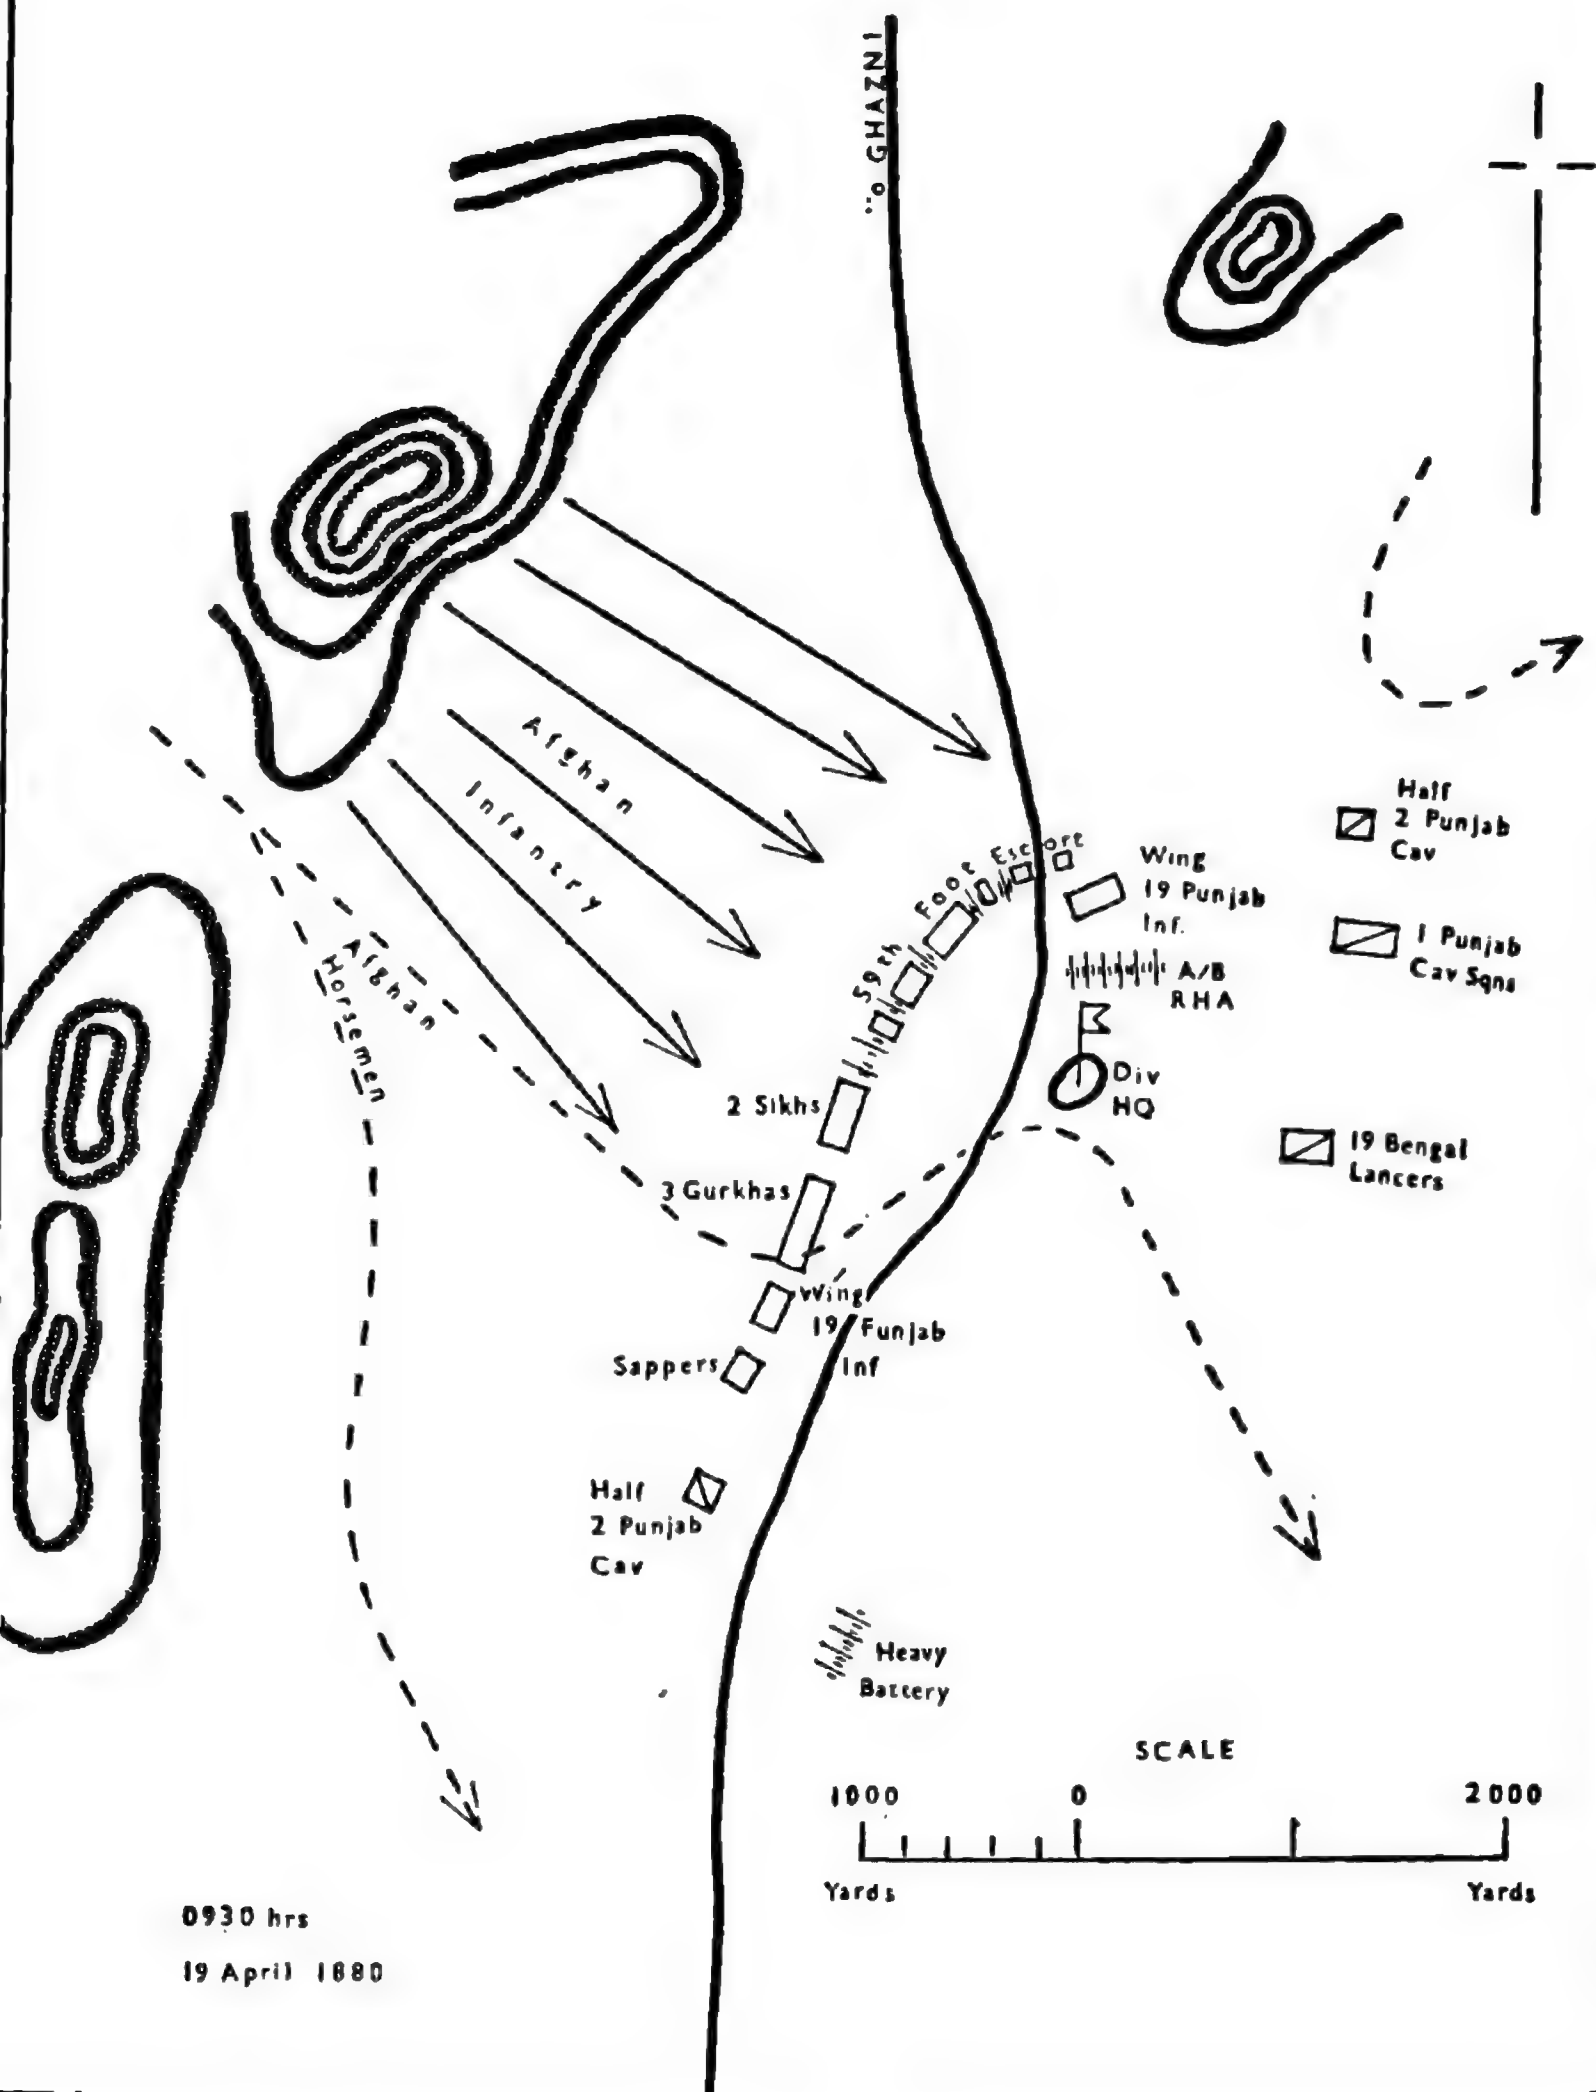 to GHAZNI
Afghan
Infantry
Afghan
Horsemen
Half
2 Punjab
Cav
Escort
Wing
19 Punjab
Inf.
59th Foot
1 Punjab
Cav Sqns
A/B
RHA
Div
HQ
2 Sikhs
19 Bengal
Lancers
3 Gurkhas
Wing
19 Funjab
Inf
Sappers
Half
2 Punjab
Cav
Heavy
Battery
SCALE
1000 0 2000
Yards Yards
0930 hrs
19 April 1880